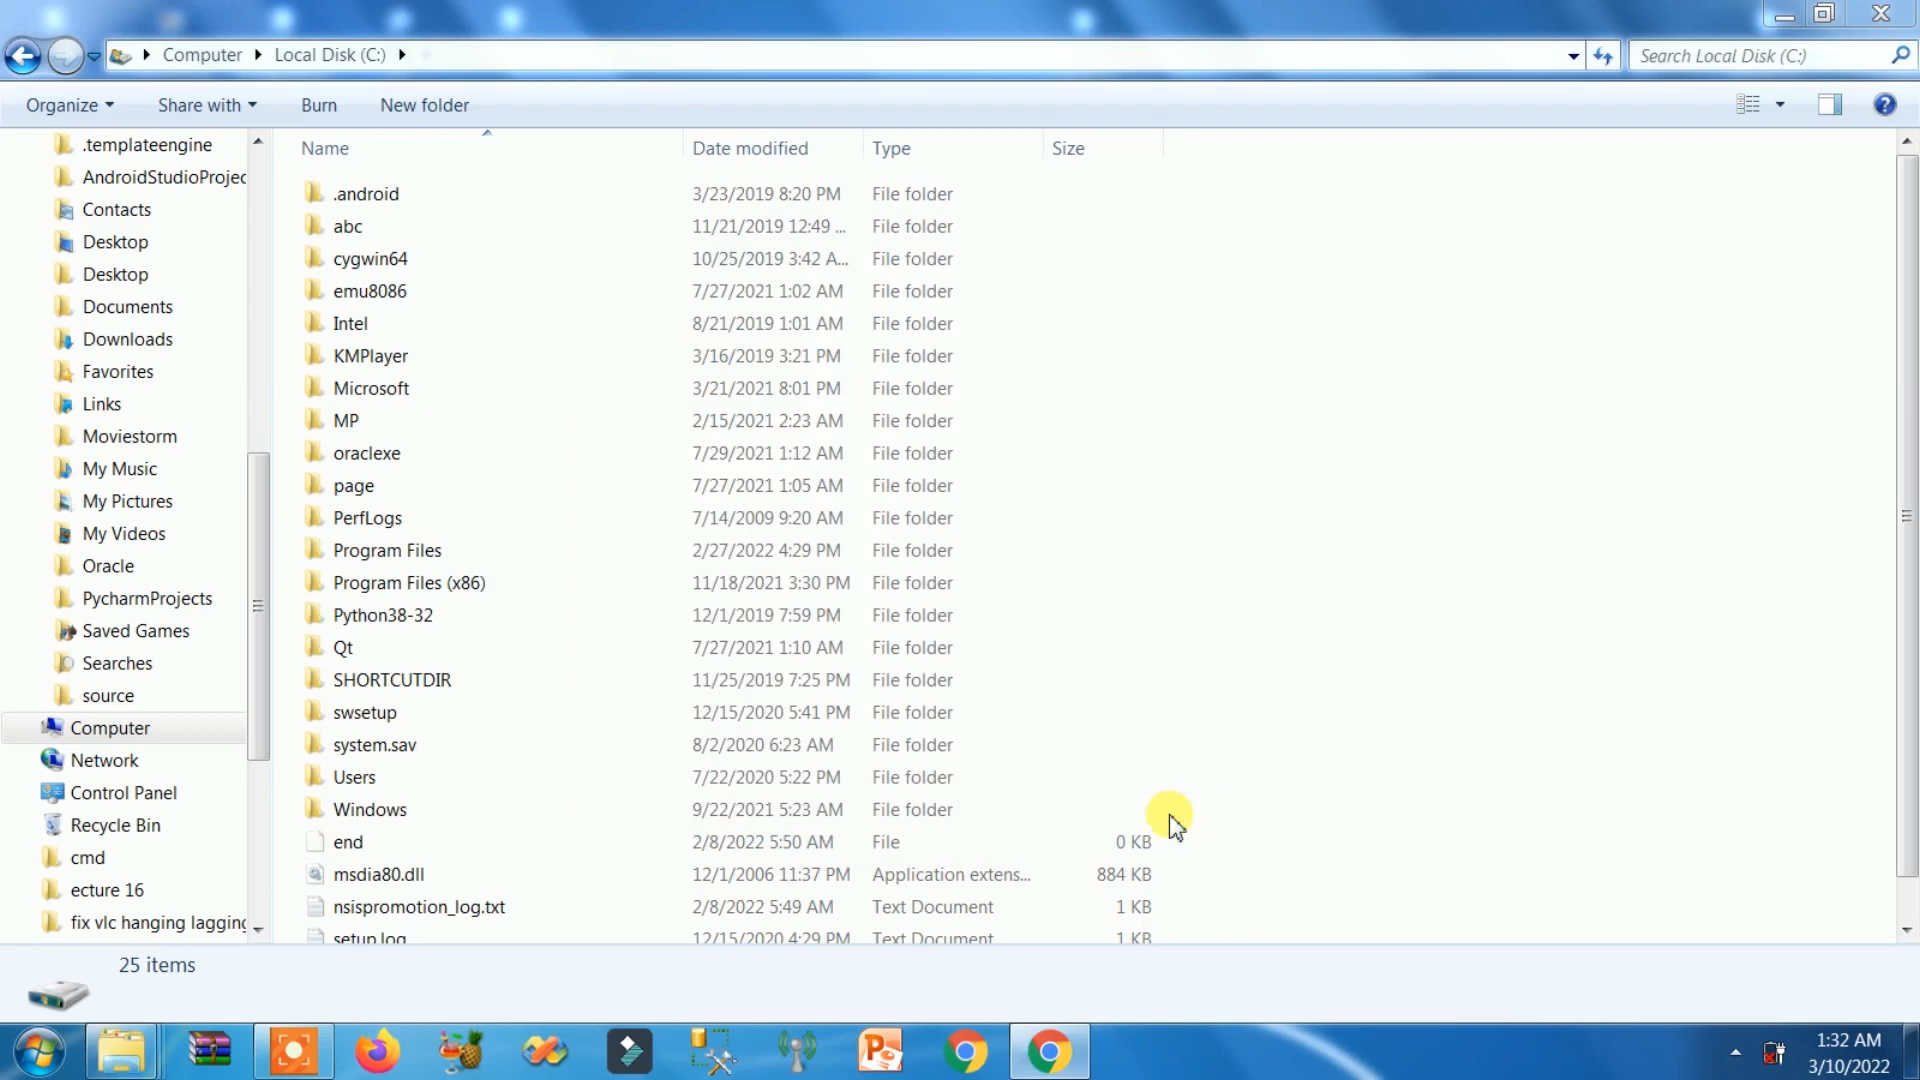 Computer Local Disk (C:)
Search Local Disk (C:)
Organize Share with Burn New folder
.templateengine
AndroidStudioProjec
Contacts
Desktop
Desktop
Documents
Downloads
Favorites
Links
Moviestorm
My Music
My Pictures
My Videos
Oracle
PycharmProjects
Saved Games
Searches
source
Computer
Network
Control Panel
Recycle Bin
cmd
ecture 16
fix vlc hanging lagging
Name Date modified Type Size
.android 3/23/2019 8:20 PM File folder
abc 11/21/2019 12:49 ... File folder
cygwin64 10/25/2019 3:42 A... File folder
emu8086 7/27/2021 1:02 AM File folder
Intel 8/21/2019 1:01 AM File folder
KMPlayer 3/16/2019 3:21 PM File folder
Microsoft 3/21/2021 8:01 PM File folder
MP 2/15/2021 2:23 AM File folder
oraclexe 7/29/2021 1:12 AM File folder
page 7/27/2021 1:05 AM File folder
PerfLogs 7/14/2009 9:20 AM File folder
Program Files 2/27/2022 4:29 PM File folder
Program Files (x86) 11/18/2021 3:30 PM File folder
Python38-32 12/1/2019 7:59 PM File folder
Qt 7/27/2021 1:10 AM File folder
SHORTCUTDIR 11/25/2019 7:25 PM File folder
swsetup 12/15/2020 5:41 PM File folder
system.sav 8/2/2020 6:23 AM File folder
Users 7/22/2020 5:22 PM File folder
Windows 9/22/2021 5:23 AM File folder
end 2/8/2022 5:50 AM File 0 KB
msdia80.dll 12/1/2006 11:37 PM Application extens... 884 KB
nsispromotion_log.txt 2/8/2022 5:49 AM Text Document 1 KB
setup.log 12/15/2020 4:29 PM Text Document 1 KB
25 items
1:32 AM
3/10/2022